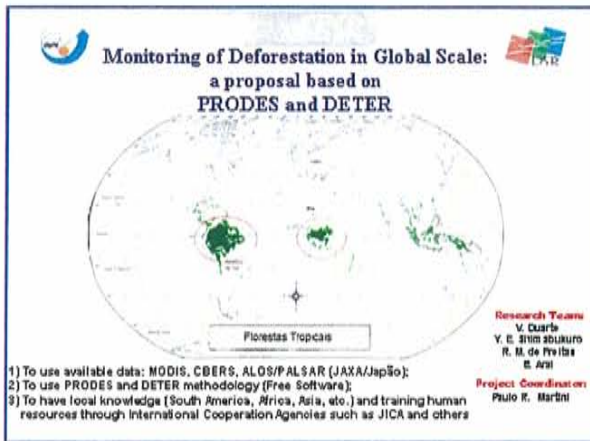 Monitoring of Deforestation in Global Scale:
a proposal based on
PRODES and DETER
Florestas Tropicais
Research Team:
V. Duarte
Y. E. Shimabukuro
R. M. de Freitas
E. Arai
Project Coordinator:
Paulo R. Martini
1) To use available data: MODIS, CBERS, ALOS/PALSAR (JAXA/Japão);
2) To use PRODES and DETER methodology (Free Software);
3) To have local knowledge (South America, Africa, Asia, etc.) and training human
resources through International Cooperation Agencies such as JICA and others